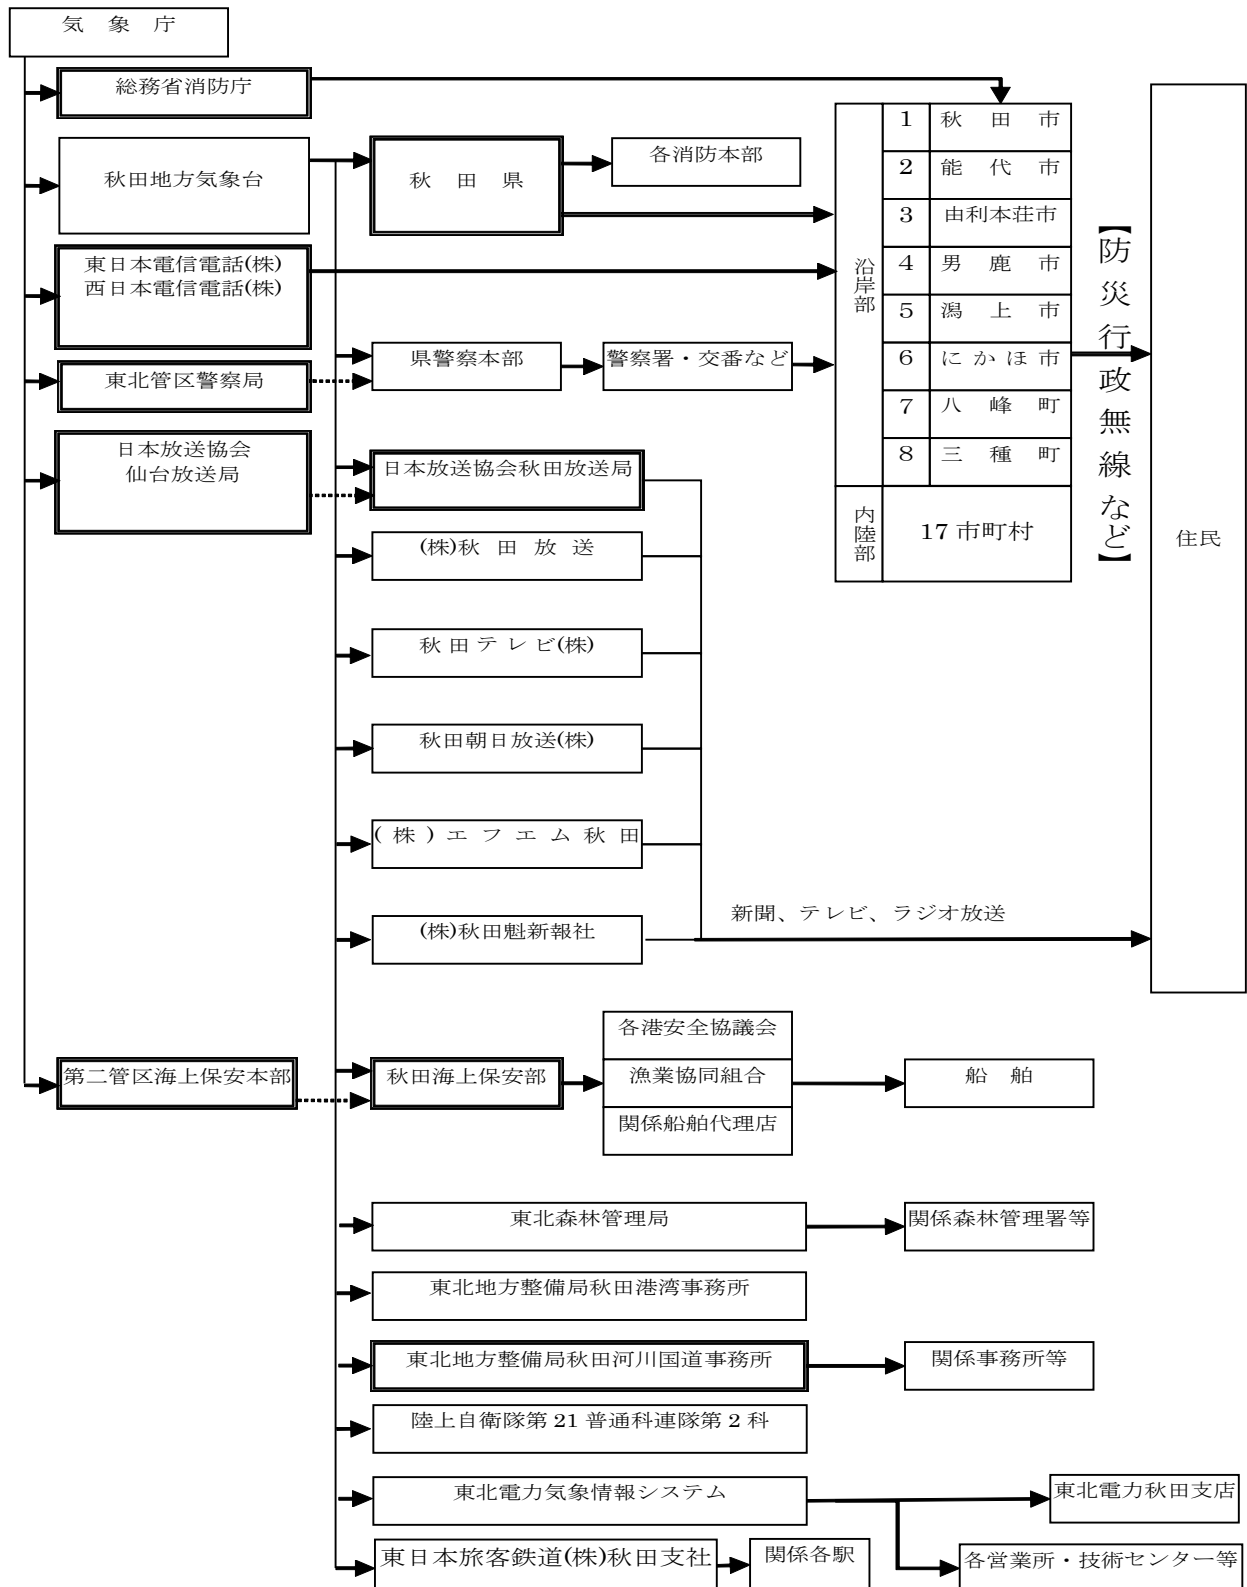 気象庁
総務省消防庁
秋田地方気象台
東日本電信電話(株)
西日本電信電話(株)
東北管区警察局
日本放送協会
仙台放送局
第二管区海上保安本部
秋田県
各消防本部
県警察本部
警察署・交番など
日本放送協会秋田放送局
(株)秋田放送
秋田テレビ(株)
秋田朝日放送(株)
(株)エフエム秋田
(株)秋田魁新報社
沿岸部
1 秋田市
2 能代市
3 由利本荘市
4 男鹿市
5 潟上市
6 にかほ市
7 八峰町
8 三種町
内陸部
17市町村
【防災行政無線など】
住民
新聞、テレビ、ラジオ放送
秋田海上保安部
各港安全協議会
漁業協同組合
関係船舶代理店
船舶
東北森林管理局
関係森林管理署等
東北地方整備局秋田港湾事務所
東北地方整備局秋田河川国道事務所
関係事務所等
陸上自衛隊第21普通科連隊第2科
東北電力気象情報システム
東北電力秋田支店
各営業所・技術センター等
東日本旅客鉄道(株)秋田支社
関係各駅